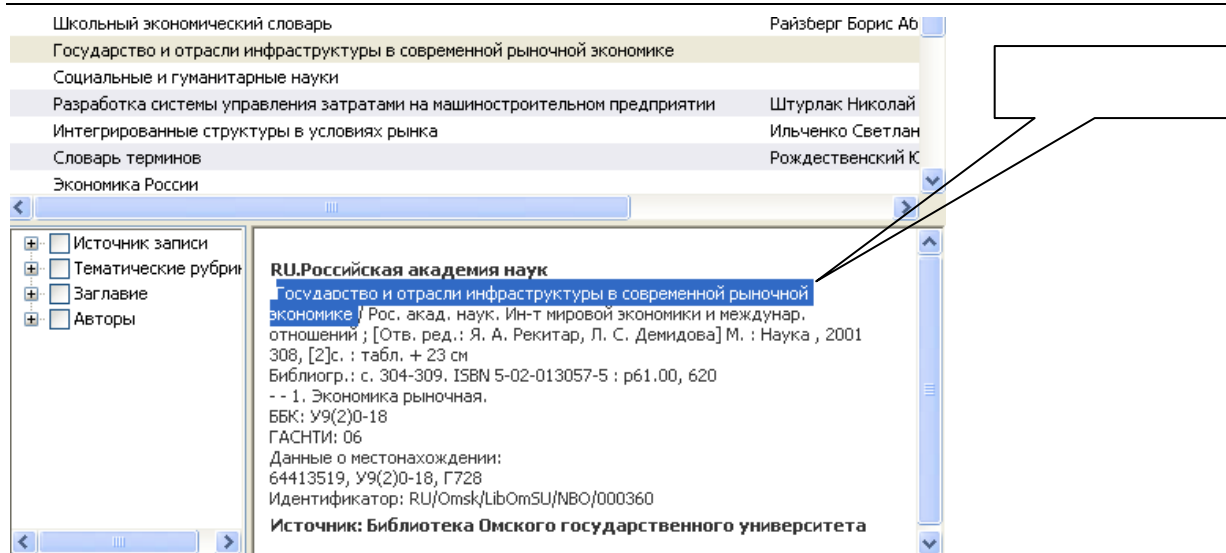 Школьный экономический словарь Райзберг Борис Аб
Государство и отрасли инфраструктуры в современной рыночной экономике
Социальные и гуманитарные науки
Разработка системы управления затратами на машиностроительном предприятии Штурлак Николай
Интегрированные структуры в условиях рынка Ильченко Светлан
Словарь терминов Рождественский Ю
Экономика России
Источник записи
Тематические рубрик
Заглавие
Авторы
RU.Российская академия наук
Государство и отрасли инфраструктуры в современной рыночной
экономике / Рос. акад. наук. Ин-т мировой экономики и междунар.
отношений ; [Отв. ред.: Я. А. Рекитар, Л. С. Демидова] М. : Наука , 2001
308, [2]с. : табл. + 23 см
Библиогр.: с. 304-309. ISBN 5-02-013057-5 : р61.00, 620
- - 1. Экономика рыночная.
ББК: У9(2)0-18
ГАСНТИ: 06
Данные о местонахождении:
64413519, У9(2)0-18, Г728
Идентификатор: RU/Omsk/LibOmSU/NBO/000360
Источник: Библиотека Омского государственного университета